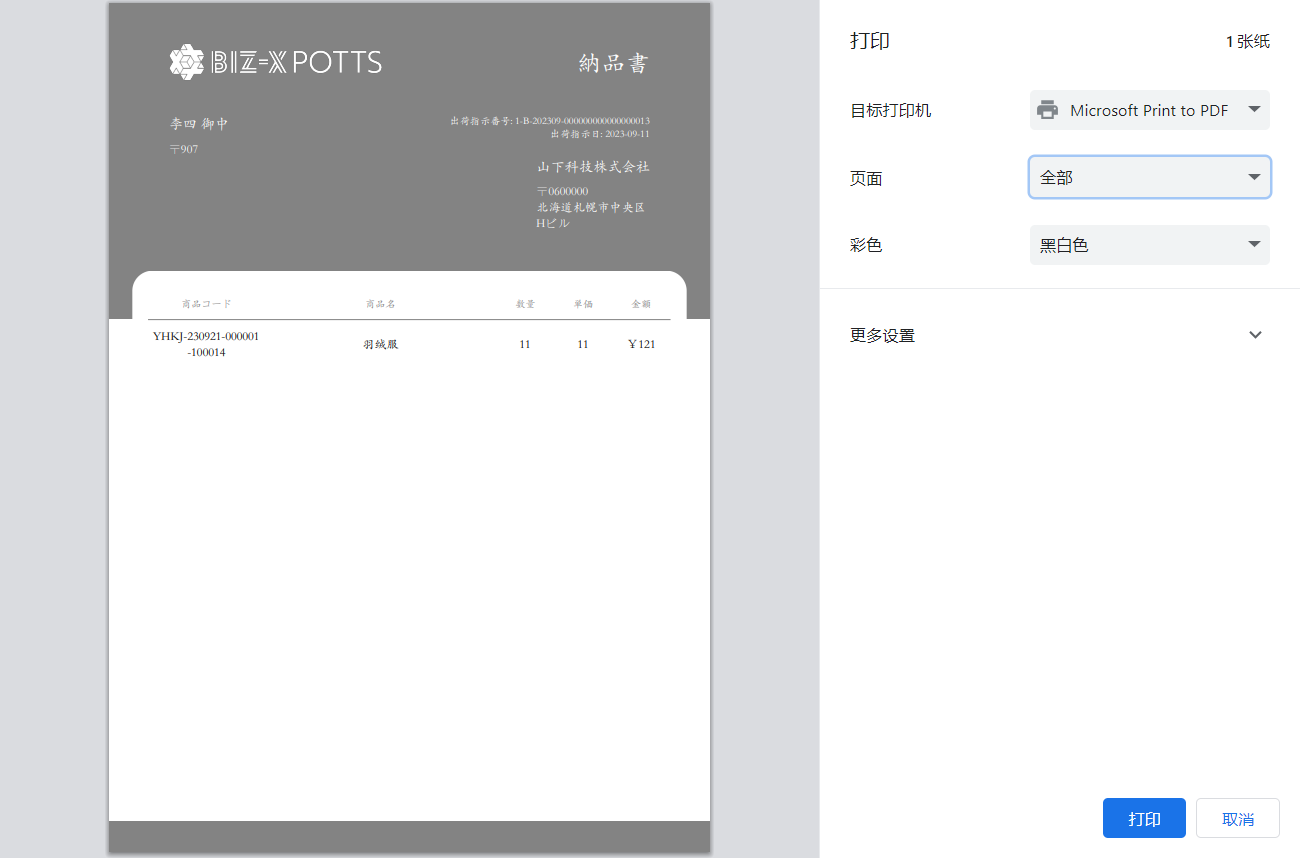 BIZ-X POTTS
納品書
李四 御中
〒907
出荷指示番号: 1-B-202309-000000000000000013
出荷指示日: 2023-09-11
山下科技株式会社
〒0600000
北海道札幌市中央区
Hビル
商品コード 商品名 数量 単価 金額
YHKJ-230921-000001
-100014
羽绒服 11 11 ¥121
打印 1 张纸
目标打印机 Microsoft Print to PDF
页面 全部
彩色 黑白色
更多设置
打印 取消